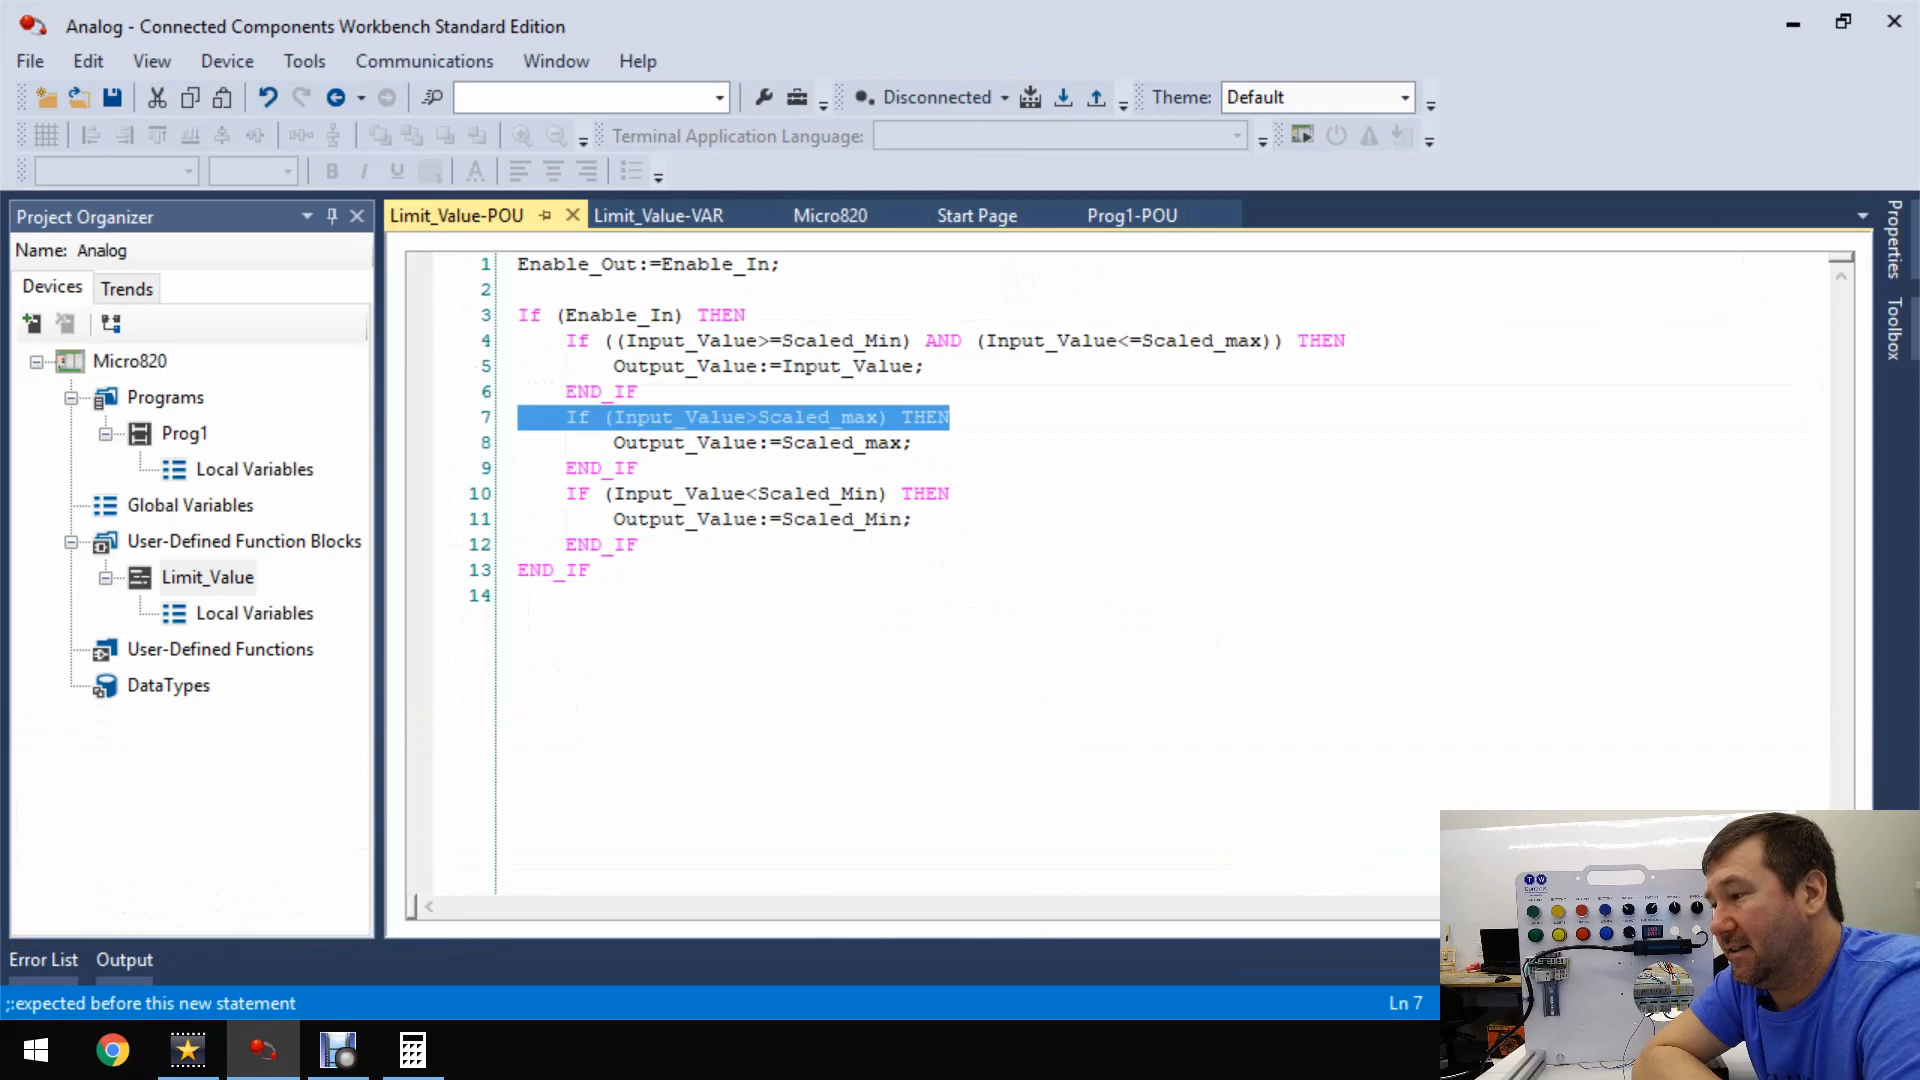 Analog - Connected Components Workbench Standard Edition
File Edit View Device Tools Communications Window Help
Disconnected Theme: Default
Terminal Application Language:
B I U A
Project Organizer
Name: Analog
Devices Trends
Micro820
Programs
Prog1
Local Variables
Global Variables
User-Defined Function Blocks
Limit_Value
Local Variables
User-Defined Functions
DataTypes
Limit_Value-POU Limit_Value-VAR Micro820 Start Page Prog1-POU
1 Enable_Out:=Enable_In;
2
3 If (Enable_In) THEN
4 If ((Input_Value>=Scaled_Min) AND (Input_Value<=Scaled_max)) THEN
5 Output_Value:=Input_Value;
6 END_IF
7 If (Input_Value>Scaled_max) THEN
8 Output_Value:=Scaled_max;
9 END_IF
10 IF (Input_Value<Scaled_Min) THEN
11 Output_Value:=Scaled_Min;
12 END_IF
13 END_IF
14
Properties
Toolbox
Error List Output
;:expected before this new statement
Ln 7
T W